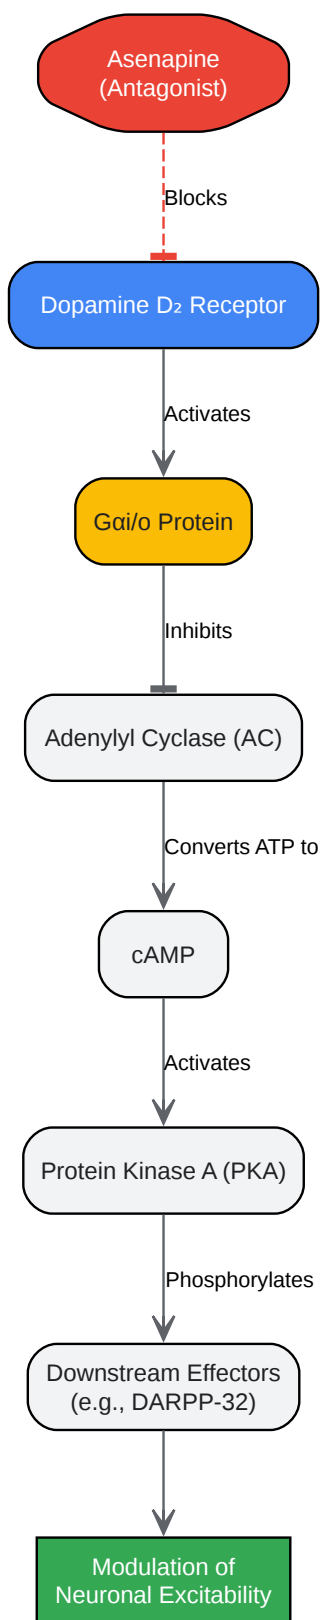 Asenapine
(Antagonist)
Blocks
Dopamine D₂ Receptor
Activates
Gαi/o Protein
Inhibits
Adenylyl Cyclase (AC)
Converts ATP to
cAMP
Activates
Protein Kinase A (PKA)
Phosphorylates
Downstream Effectors
(e.g., DARPP-32)
Modulation of
Neuronal Excitability